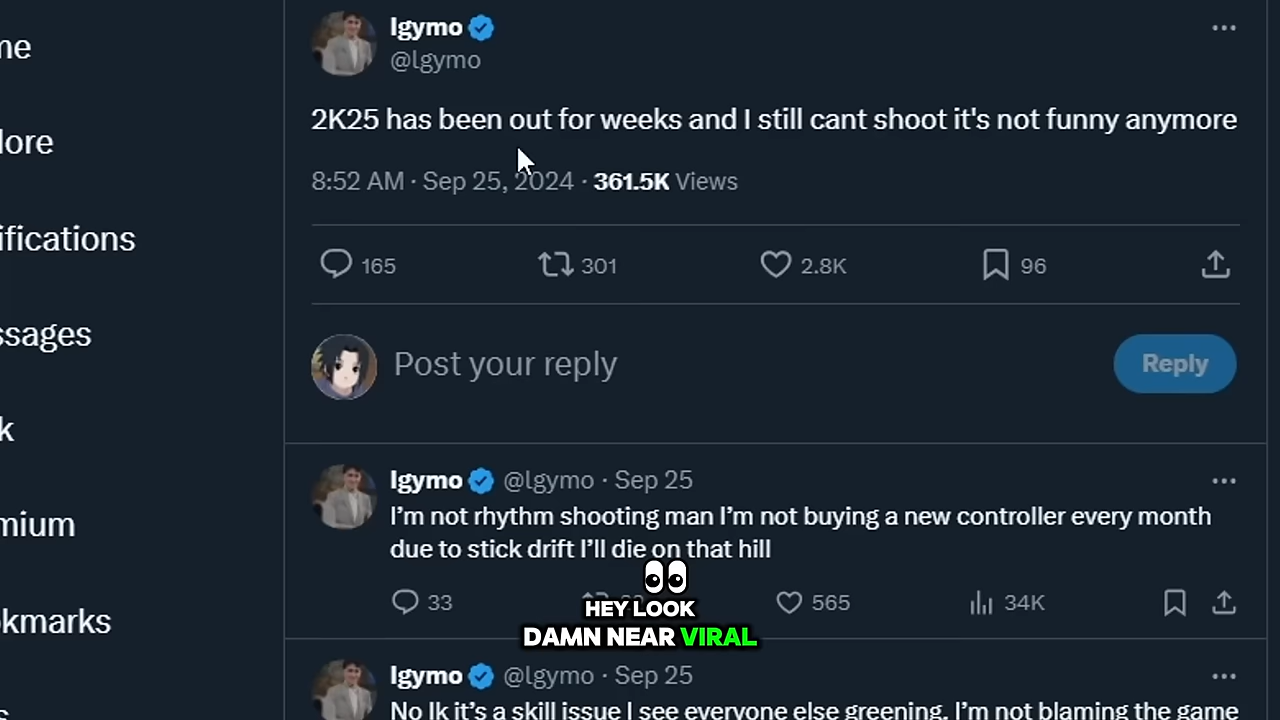 lgymo
@lgymo
2K25 has been out for weeks and I still cant shoot it's not funny anymore
8:52 AM · Sep 25, 2024 · 361.5K Views
165 301 2.8K 96
Post your reply
Reply
lgymo @lgymo · Sep 25
I'm not rhythm shooting man I'm not buying a new controller every month
due to stick drift I'll die on that hill
33 565 34K
HEY LOOK
DAMN NEAR VIRAL
lgymo @lgymo · Sep 25
No Ik it's a skill issue I see everyone else greening, I'm not blaming the game
me
lore
ifications
ssages
k
mium
okmarks